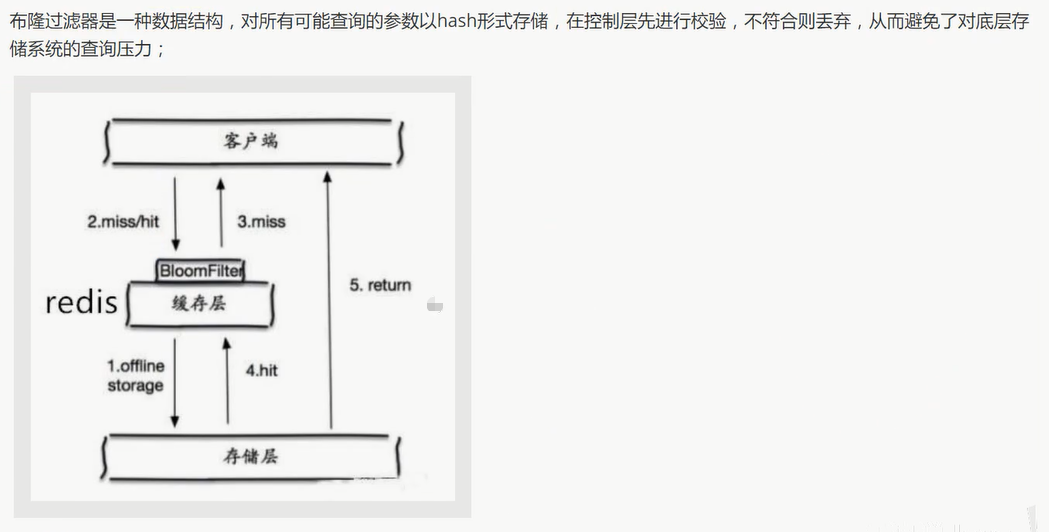 布隆过滤器是一种数据结构，对所有可能查询的参数以hash形式存储，在控制层先进行校验，不符合则丢弃，从而避免了对底层存
储系统的查询压力；
客户端
2.miss/hit
3.miss
BloomFilter
5. return
redis
缓存层
1.offline
storage
4.hit
存储层